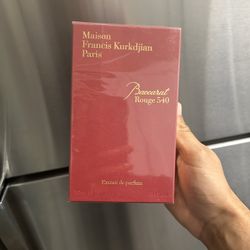 Maison
Francis Kurkdjian
Paris
Baccarat
Rouge 540
Extrait de parfum